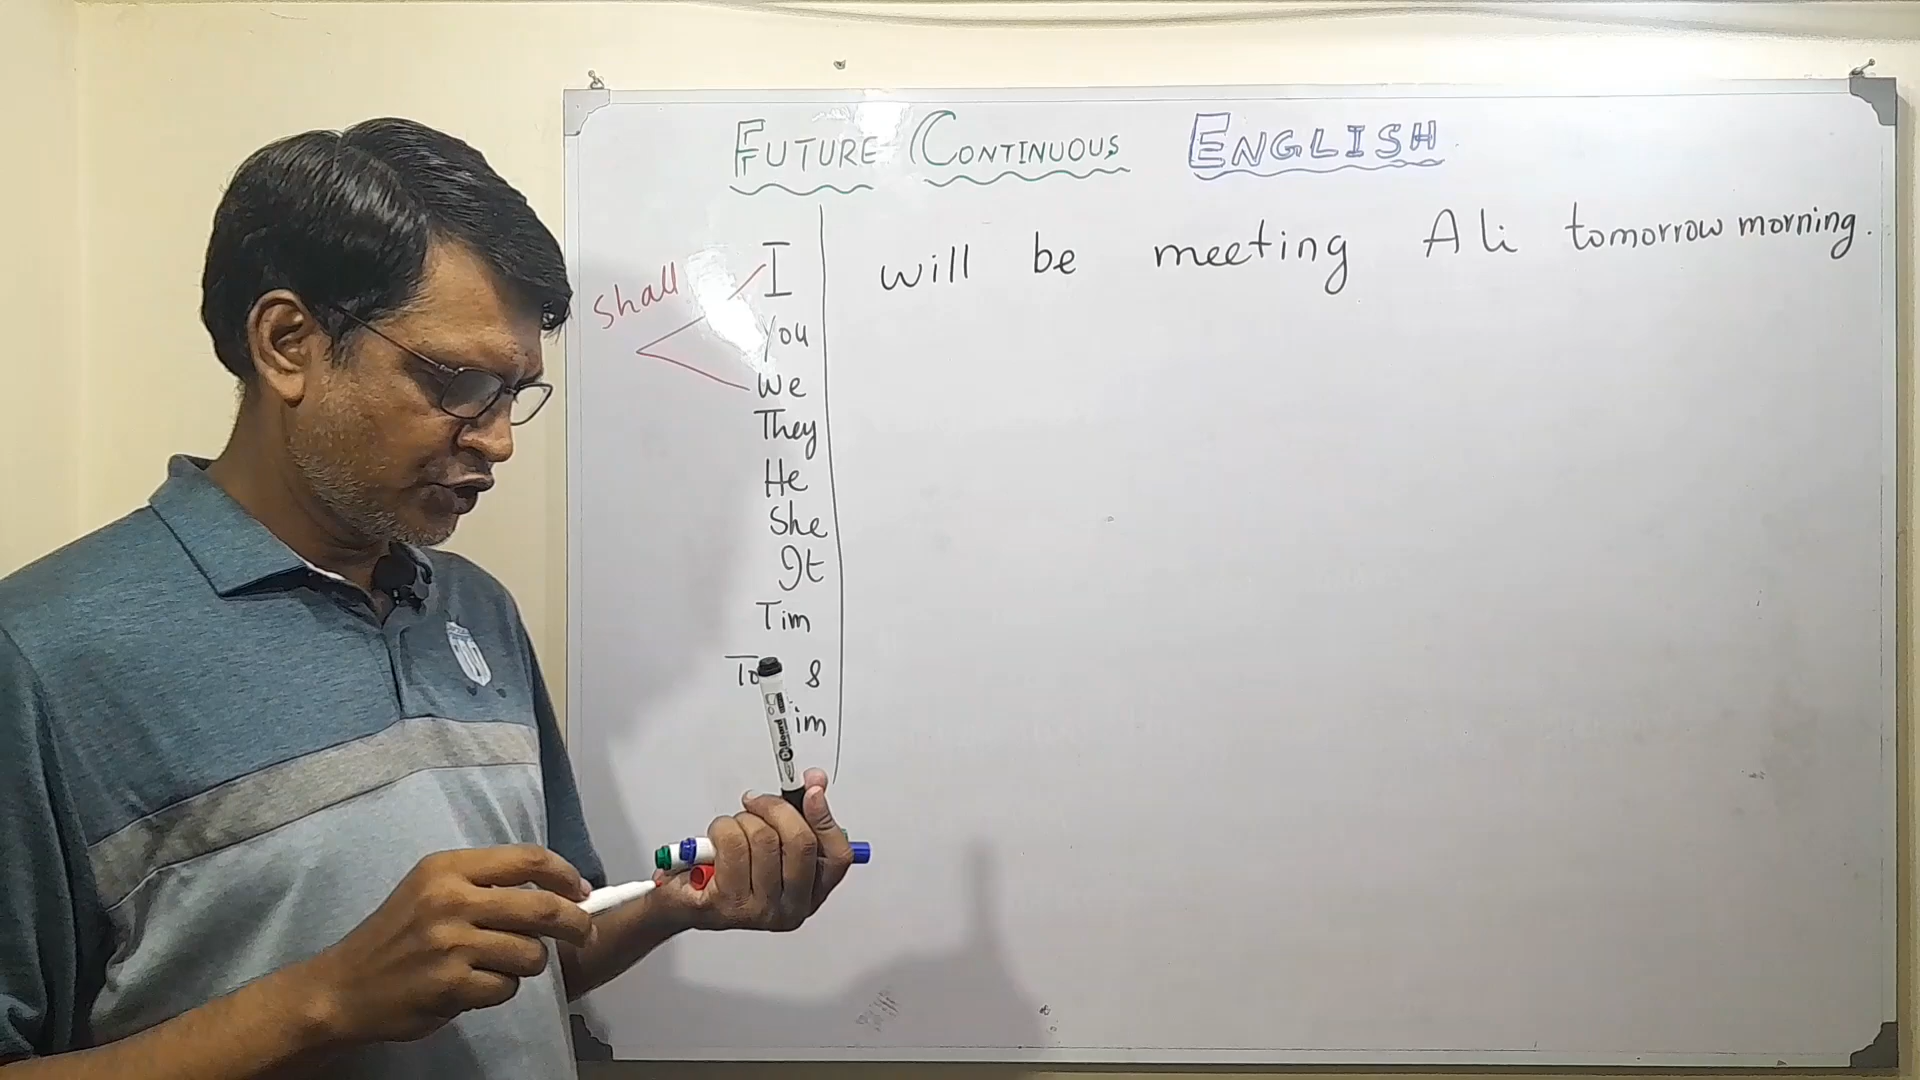 FUTURE CONTINUOUS ENGLISH
I will be meeting Ali tomorrow morning.
shall
You
We
They
He
She
It
Tim
&